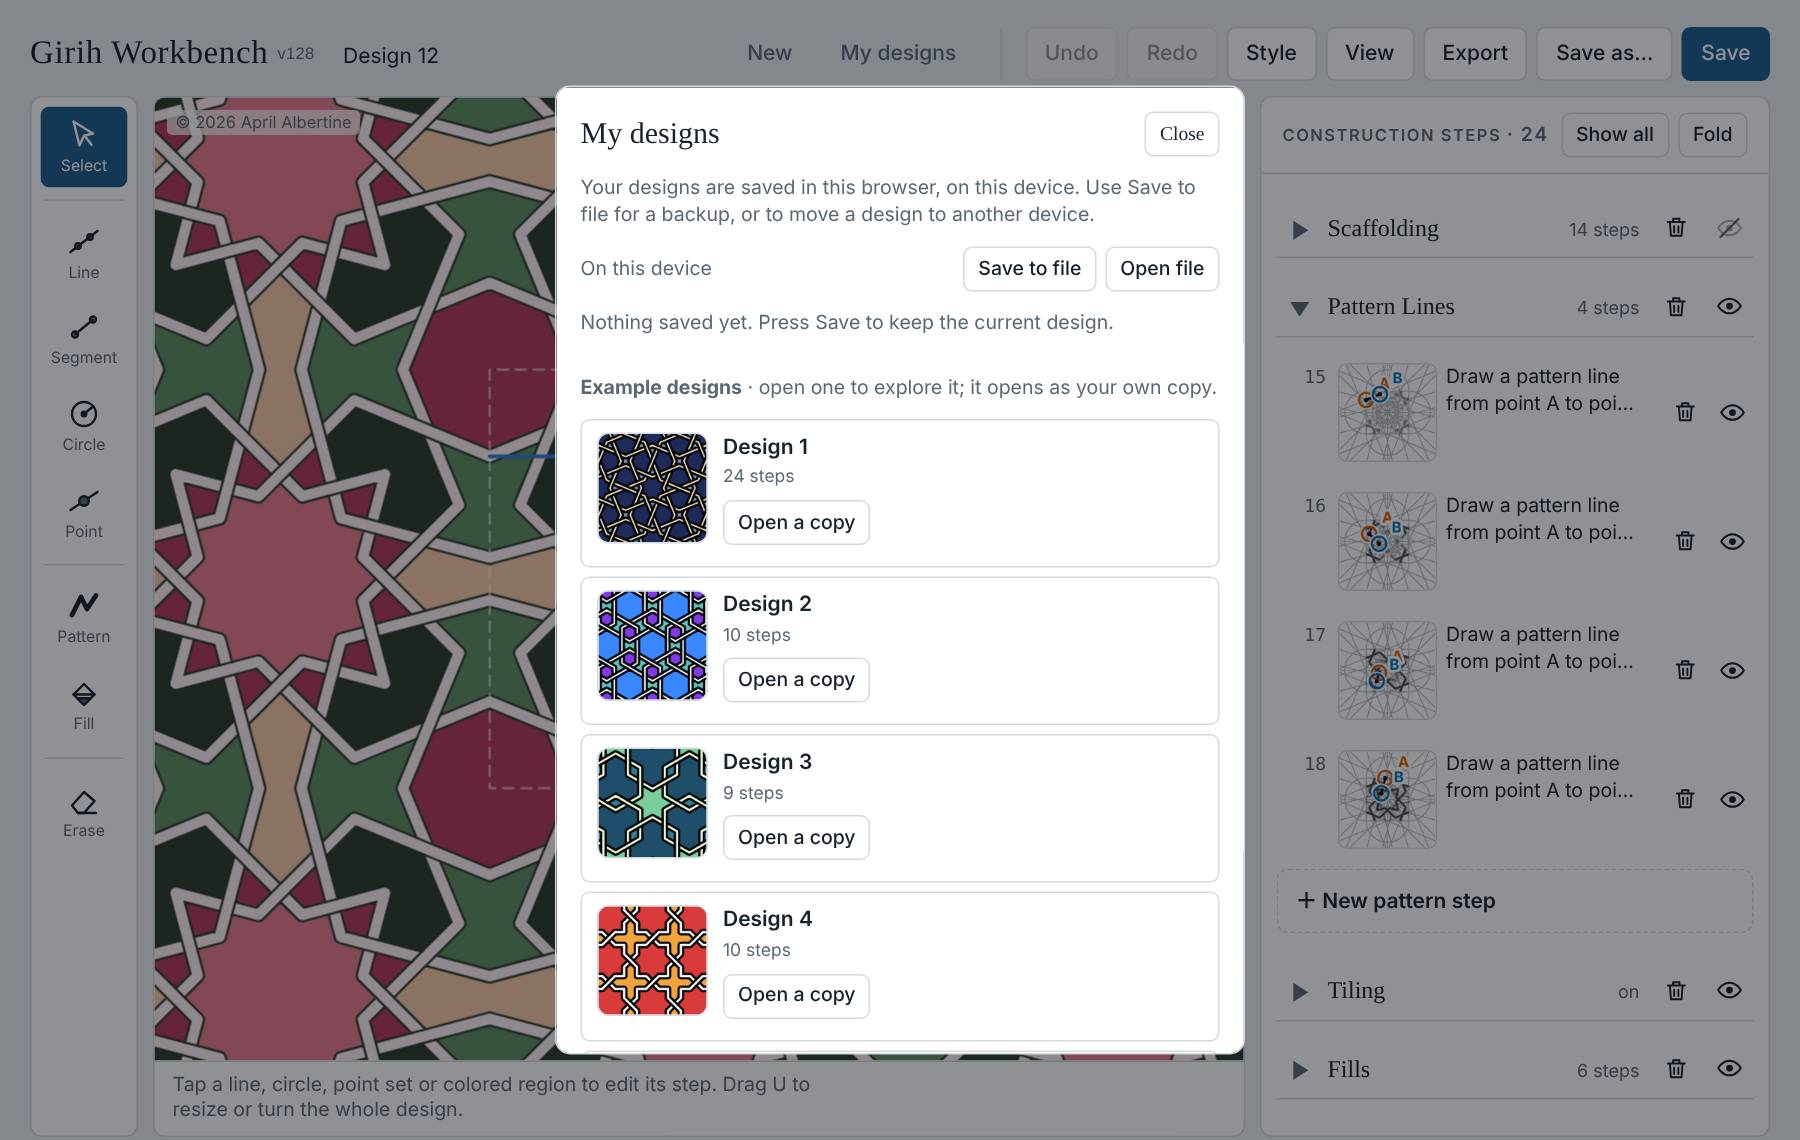 Girih Workbench v128 Design 12
New My designs Undo Redo Style View Export Save as... Save
Select
Line
Segment
Circle
Point
Pattern
Fill
Erase
© 2026 April Albertine
My designs
Close
Your designs are saved in this browser, on this device. Use Save to
file for a backup, or to move a design to another device.
On this device
Save to file
Open file
Nothing saved yet. Press Save to keep the current design.
Example designs · open one to explore it; it opens as your own copy.
Design 1
24 steps
Open a copy
Design 2
10 steps
Open a copy
Design 3
9 steps
Open a copy
Design 4
10 steps
Open a copy
Tap a line, circle, point set or colored region to edit its step. Drag U to
resize or turn the whole design.
CONSTRUCTION STEPS · 24
Show all
Fold
Scaffolding 14 steps
Pattern Lines 4 steps
15
A B
Draw a pattern line
from point A to poi...
16
A B
Draw a pattern line
from point A to poi...
17
A B
Draw a pattern line
from point A to poi...
18
A B
Draw a pattern line
from point A to poi...
+ New pattern step
Tiling on
Fills 6 steps